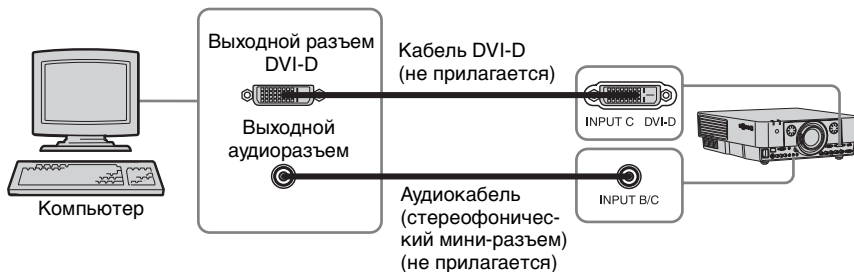 Выходной разъем
DVI-D
Кабель DVI-D
(не прилагается)
INPUT C DVI-D
Выходной
аудиоразъем
Аудиокабель
(стереофоничес-
кий мини-разъем)
(не прилагается)
INPUT B/C
Компьютер